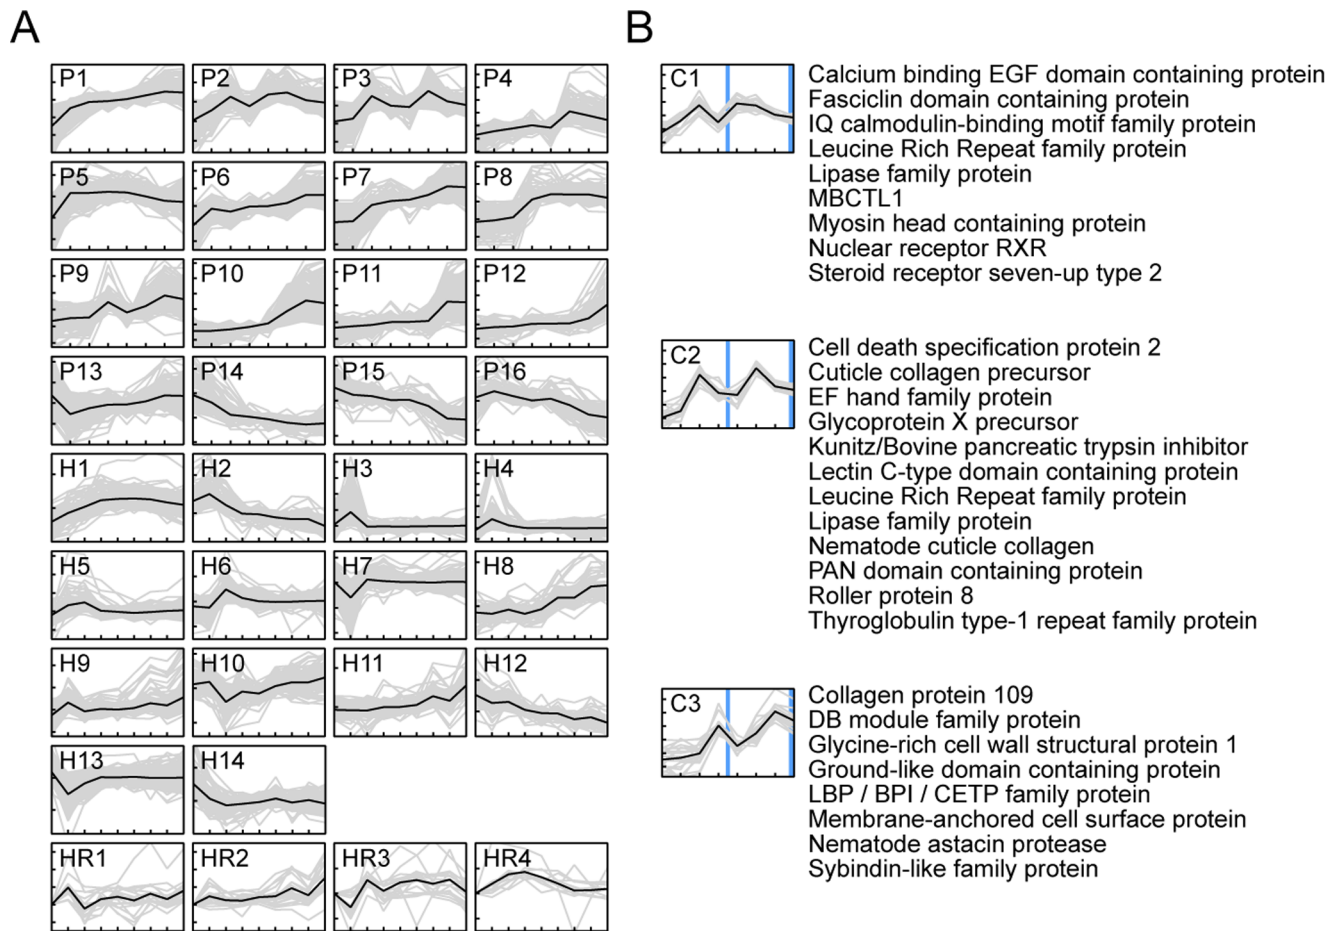 A
B
P1
P2
P3
P4
P5
P6
P7
P8
P9
P10
P11
P12
P13
P14
P15
P16
H1
H2
H3
H4
H5
H6
H7
H8
H9
H10
H11
H12
H13
H14
HR1
HR2
HR3
HR4
C1
Calcium binding EGF domain containing protein
Fasciclin domain containing protein
IQ calmodulin-binding motif family protein
Leucine Rich Repeat family protein
Lipase family protein
MBCTL1
Myosin head containing protein
Nuclear receptor RXR
Steroid receptor seven-up type 2
C2
Cell death specification protein 2
Cuticle collagen precursor
EF hand family protein
Glycoprotein X precursor
Kunitz/Bovine pancreatic trypsin inhibitor
Lectin C-type domain containing protein
Leucine Rich Repeat family protein
Lipase family protein
Nematode cuticle collagen
PAN domain containing protein
Roller protein 8
Thyroglobulin type-1 repeat family protein
C3
Collagen protein 109
DB module family protein
Glycine-rich cell wall structural protein 1
Ground-like domain containing protein
LBP / BPI / CETP family protein
Membrane-anchored cell surface protein
Nematode astacin protease
Sybindin-like family protein